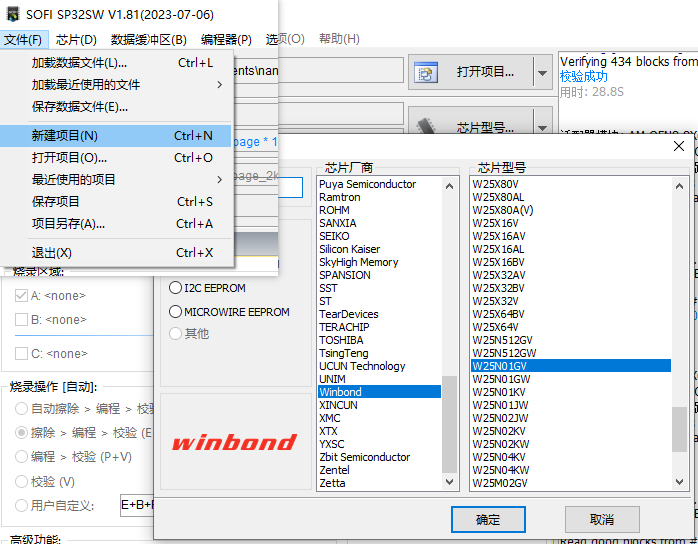 SOFI SP32SW V1.81(2023-07-06)
文件(F) 芯片(D) 数据缓冲区(B) 编程器(P) 选项(O) 帮助(H)
加载数据文件(L)... Ctrl+L
加载最近使用的文件 >
保存数据文件(E)...
新建项目(N) Ctrl+N
打开项目(O)... Ctrl+O
最近使用的项目 >
保存项目 Ctrl+S
项目另存(A)... Ctrl+A
退出(X) Ctrl+X
ents\nan
打开项目...
芯片型号...
page * 1
page_2k
Verifying 434 blocks from
校验成功
用时: 28.8S
烧录区域:
A: <none>
B: <none>
C: <none>
烧录操作 [自动]:
自动擦除 > 编程 > 校验
擦除 > 编程 > 校验 (E
编程 > 校验 (P+V)
校验 (V)
用户自定义: E+B+
高级功能:
I2C EEPROM
MICROWIRE EEPROM
其他
winbond
芯片厂商
Puya Semiconductor
Ramtron
ROHM
SANXIA
SEIKO
Silicon Kaiser
SkyHigh Memory
SPANSION
SST
ST
TearDevices
TERACHIP
TOSHIBA
TsingTeng
UCUN Technology
UNIM
Winbond
XINCUN
XMC
XTX
YXSC
Zbit Semiconductor
Zentel
Zetta
芯片型号
W25X80V
W25X80AL
W25X80A(V)
W25X16V
W25X16AV
W25X16AL
W25X16BV
W25X32AV
W25X32BV
W25X32V
W25X64BV
W25X64V
W25N512GV
W25N512GW
W25N01GV
W25N01GW
W25N01KV
W25N01JW
W25N02JW
W25N02KV
W25N02KW
W25N04KV
W25N04KW
W25M02GV
确定
取消
Read good blocks from #